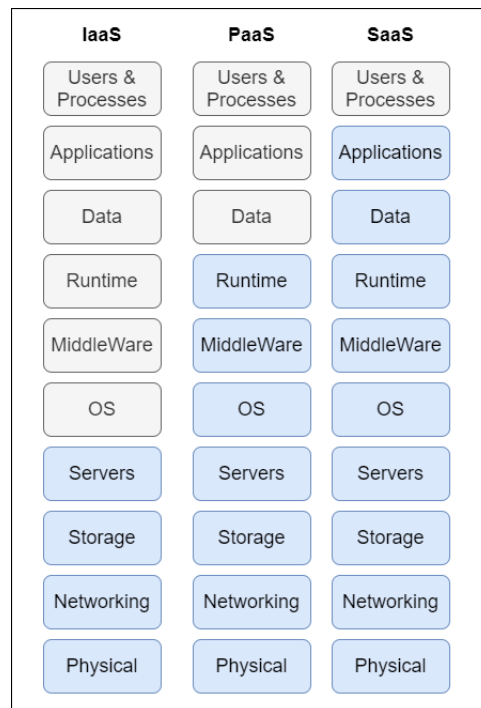 IaaS PaaS SaaS
Users & Users & Users &
Processes Processes Processes
Applications Applications Applications
Data Data Data
Runtime Runtime Runtime
MiddleWare MiddleWare MiddleWare
OS OS OS
Servers Servers Servers
Storage Storage Storage
Networking Networking Networking
Physical Physical Physical